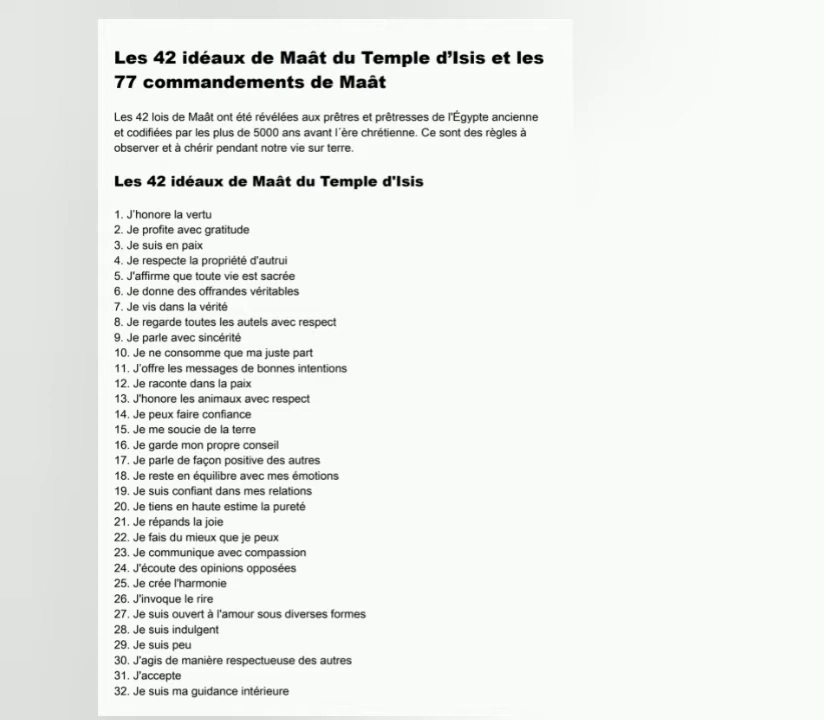 Les 42 idéaux de Maât du Temple d'Isis et les
77 commandements de Maât
Les 42 lois de Maât ont été révélées aux prêtres et prêtresses de l'Égypte ancienne
et codifiées par les plus de 5000 ans avant l´ère chrétienne. Ce sont des règles à
observer et à chérir pendant notre vie sur terre.
Les 42 idéaux de Maât du Temple d'Isis
1. J'honore la vertu
2. Je profite avec gratitude
3. Je suis en paix
4. Je respecte la propriété d'autrui
5. J'affirme que toute vie est sacrée
6. Je donne des offrandes véritables
7. Je vis dans la vérité
8. Je regarde toutes les autels avec respect
9. Je parle avec sincérité
10. Je ne consomme que ma juste part
11. J'offre les messages de bonnes intentions
12. Je raconte dans la paix
13. J'honore les animaux avec respect
14. Je peux faire confiance
15. Je me soucie de la terre
16. Je garde mon propre conseil
17. Je parle de façon positive des autres
18. Je reste en équilibre avec mes émotions
19. Je suis confiant dans mes relations
20. Je tiens en haute estime la pureté
21. Je répands la joie
22. Je fais du mieux que je peux
23. Je communique avec compassion
24. J'écoute des opinions opposées
25. Je crée l'harmonie
26. J'invoque le rire
27. Je suis ouvert à l'amour sous diverses formes
28. Je suis indulgent
29. Je suis peu
30. J'agis de manière respectueuse des autres
31. J'accepte
32. Je suis ma guidance intérieure